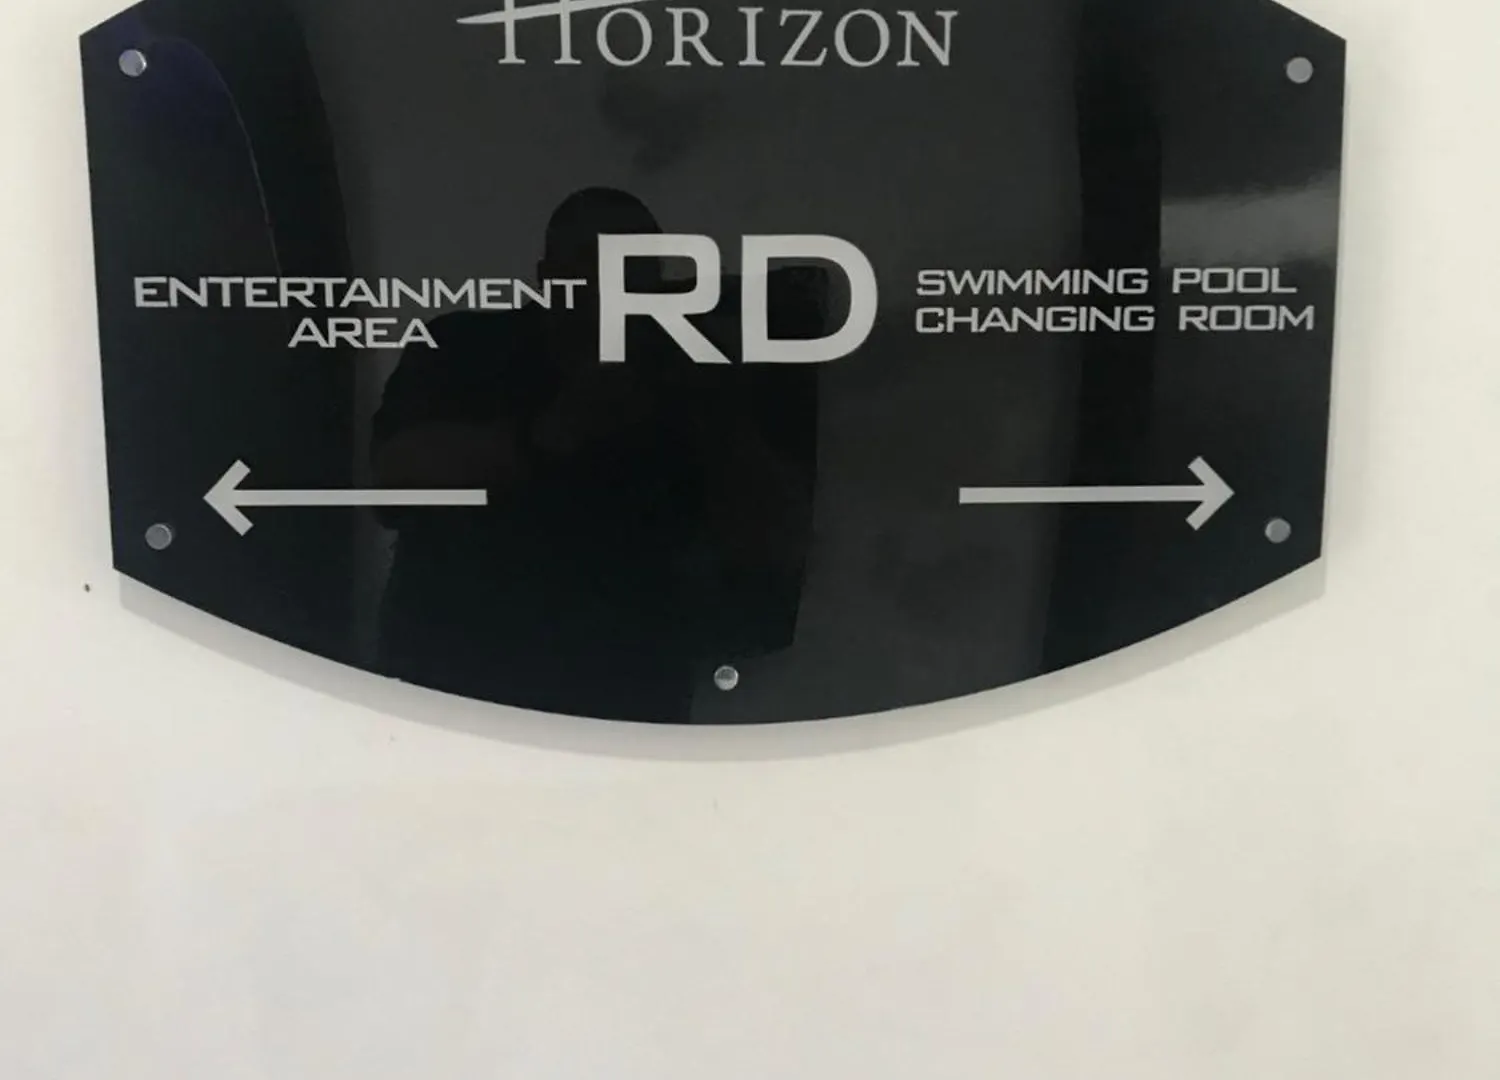 HORIZON
ENTERTAINMENT
AREA
RD
SWIMMING POOL
CHANGING ROOM